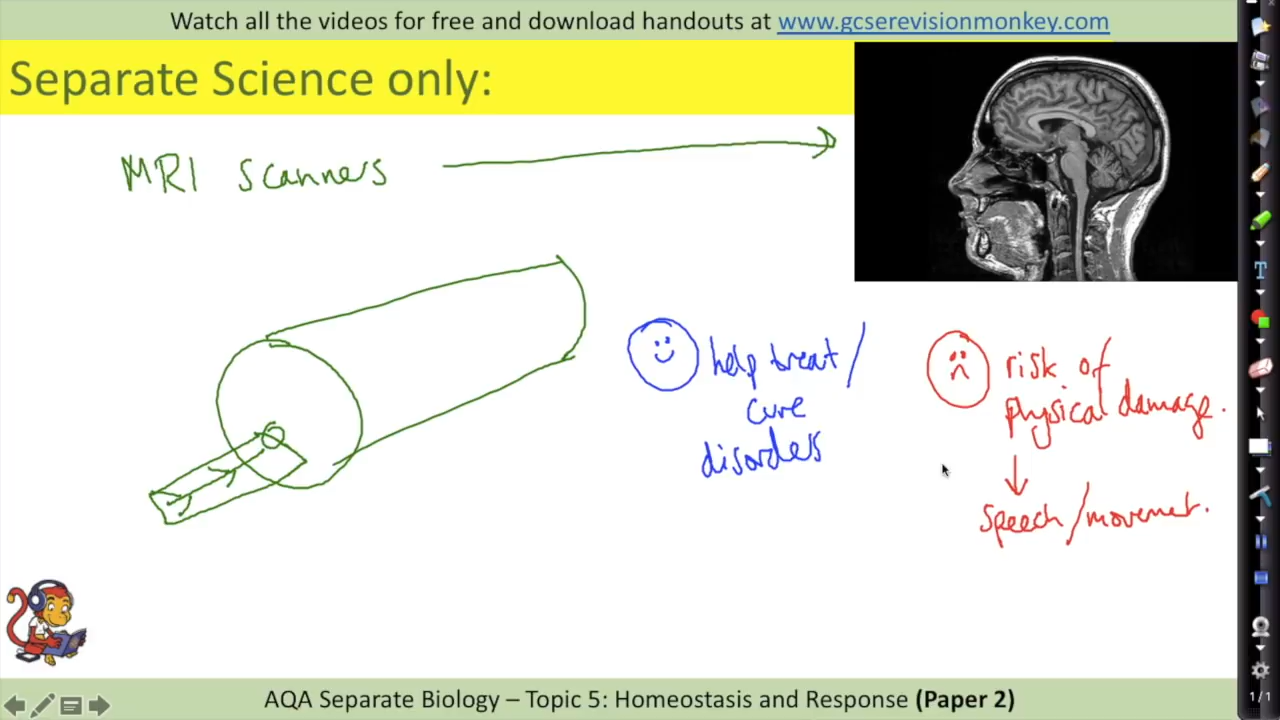 Watch all the videos for free and download handouts at www.gcserevisionmonkey.com
Separate Science only:
MRI scanners
help treat/
cure
disorders
risk of
physical damage.
speech/movemet.
AQA Separate Biology – Topic 5: Homeostasis and Response (Paper 2)
1/1